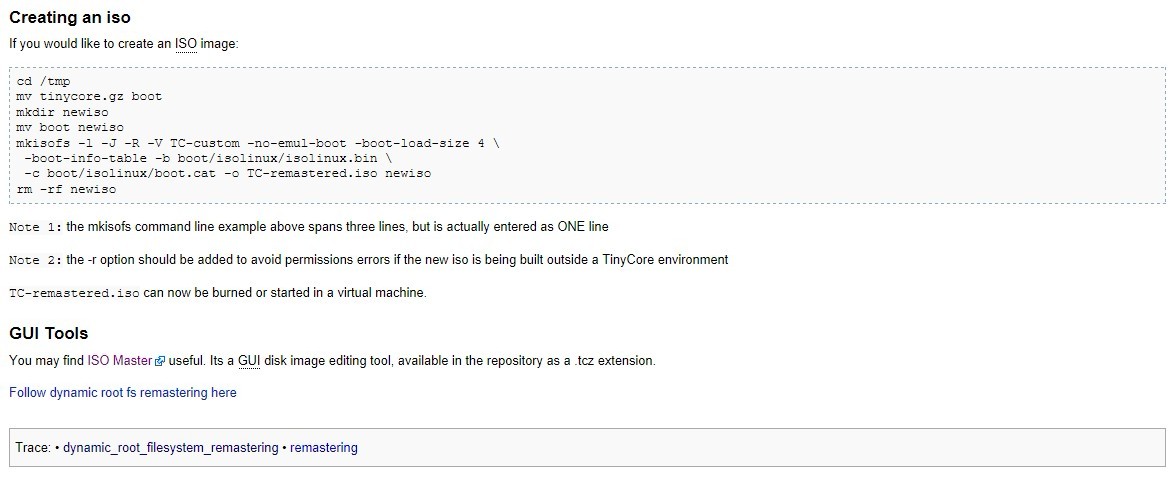 Creating an iso
If you would like to create an ISO image:
cd /tmp
mv tinycore.gz boot
mkdir newiso
mv boot newiso
mkisofs -l -J -R -V TC-custom -no-emul-boot -boot-load-size 4 \
-boot-info-table -b boot/isolinux/isolinux.bin \
-c boot/isolinux/boot.cat -o TC-remastered.iso newiso
rm -rf newiso
Note 1: the mkisofs command line example above spans three lines, but is actually entered as ONE line
Note 2: the -r option should be added to avoid permissions errors if the new iso is being built outside a TinyCore environment
TC-remastered.iso can now be burned or started in a virtual machine.
GUI Tools
You may find ISO Master useful. Its a GUI disk image editing tool, available in the repository as a .tcz extension.
Follow dynamic root fs remastering here
Trace: • dynamic_root_filesystem_remastering • remastering